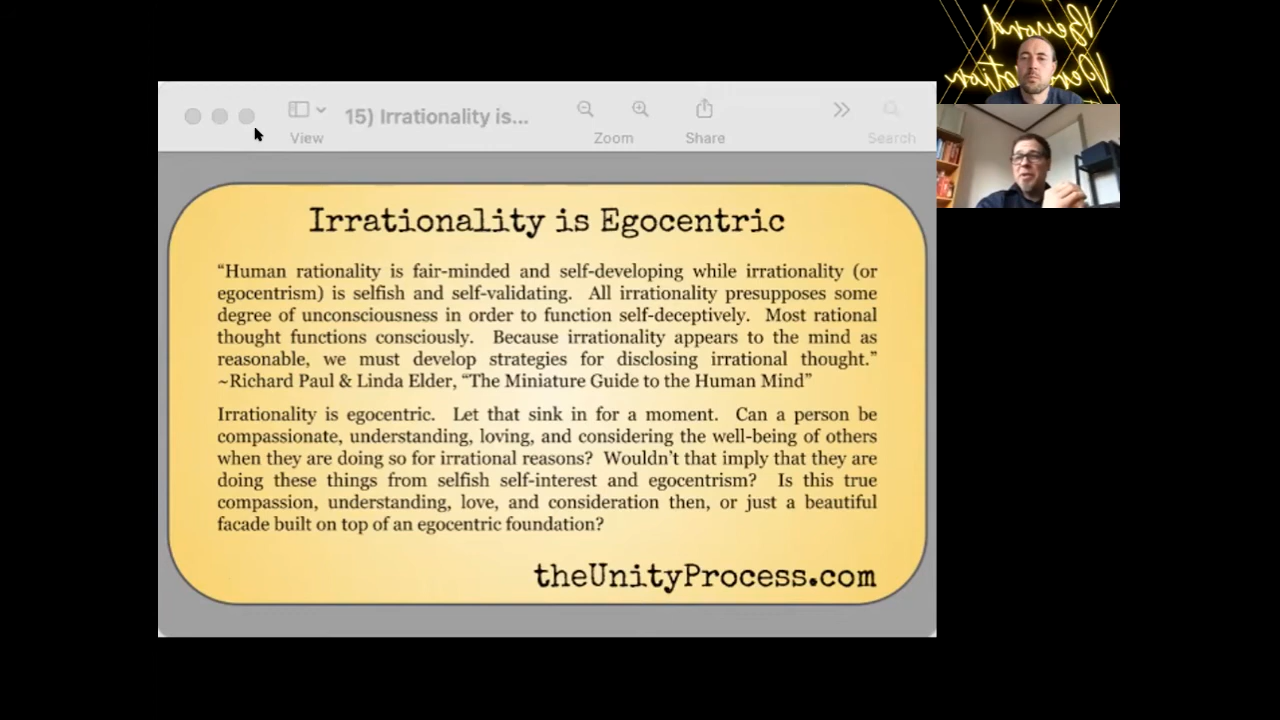 15) Irrationality is...
View
Zoom
Share
Search
Irrationality is Egocentric
“Human rationality is fair-minded and self-developing while irrationality (or
egocentrism) is selfish and self-validating. All irrationality presupposes some
degree of unconsciousness in order to function self-deceptively. Most rational
thought functions consciously. Because irrationality appears to the mind as
reasonable, we must develop strategies for disclosing irrational thought.”
~Richard Paul & Linda Elder, “The Miniature Guide to the Human Mind”
Irrationality is egocentric. Let that sink in for a moment. Can a person be
compassionate, understanding, loving, and considering the well-being of others
when they are doing so for irrational reasons? Wouldn’t that imply that they are
doing these things from selfish self-interest and egocentrism? Is this true
compassion, understanding, love, and consideration then, or just a beautiful
facade built on top of an egocentric foundation?
theUnityProcess.com
Beyond